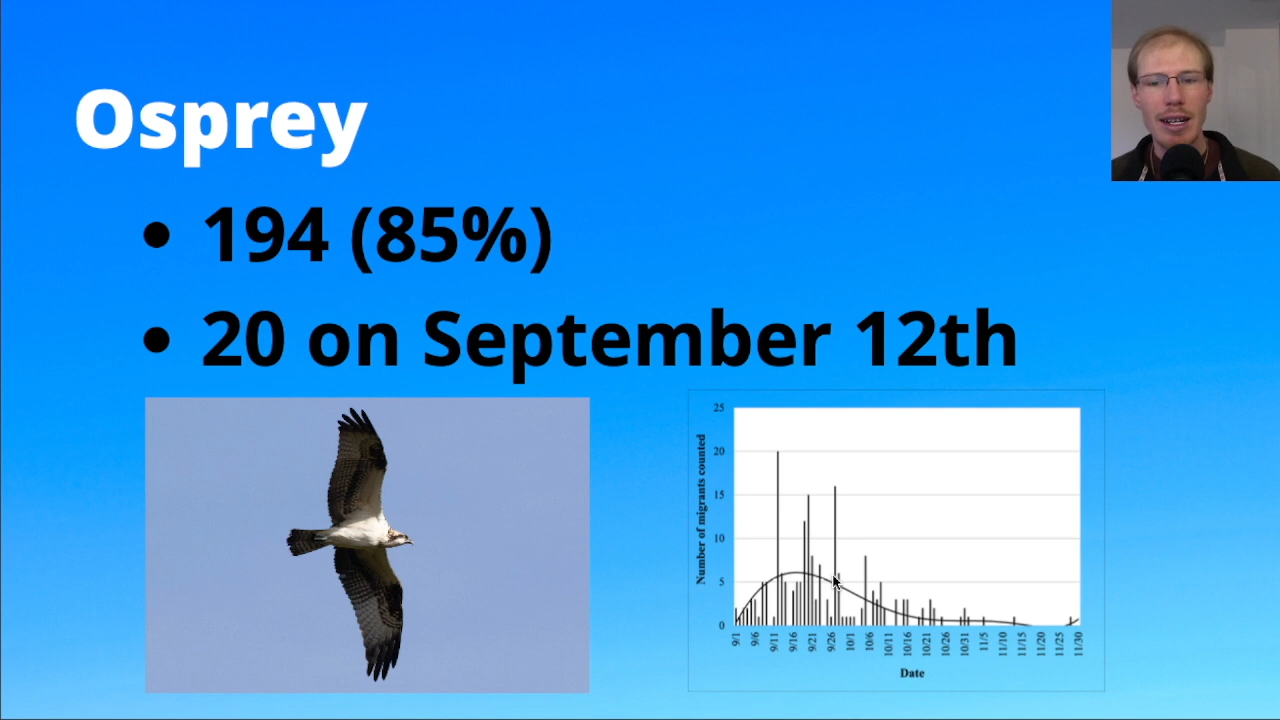 Osprey
• 194 (85%)
• 20 on September 12th
Number of migrants counted
25
20
15
10
5
0
9/1 9/6 9/11 9/16 9/21 9/26 10/1 10/6 10/11 10/16 10/21 10/26 10/31 11/5 11/10 11/15 11/20 11/25 11/30
Date